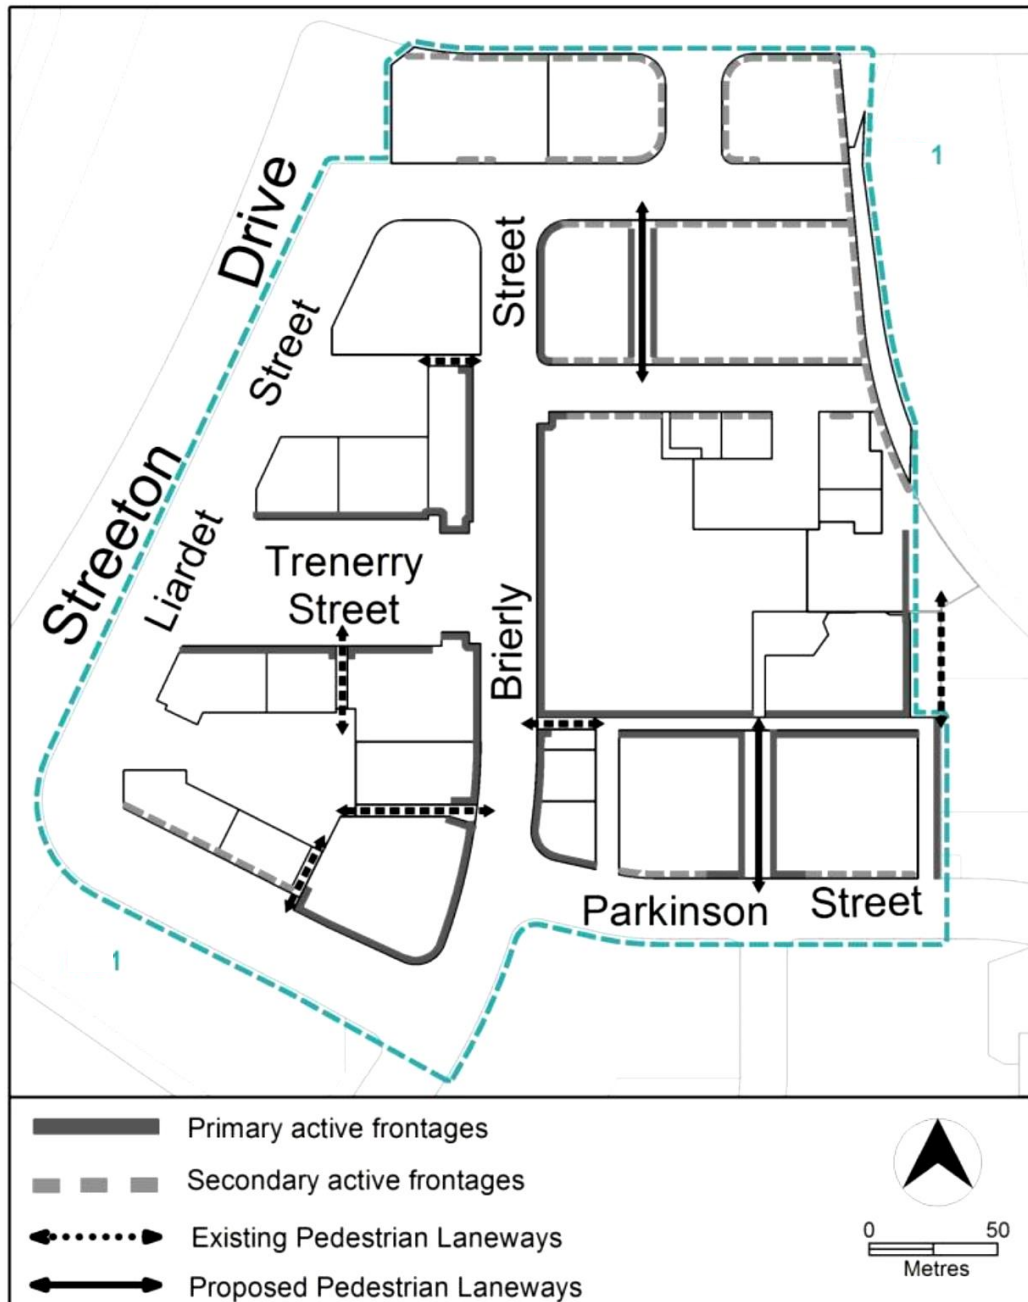 1
Drive
Street
Street
Streeton
Liardet
Trenerry
Street
Brierly
Parkinson Street
1
Primary active frontages
Secondary active frontages
Existing Pedestrian Laneways
Proposed Pedestrian Laneways
0 50
Metres